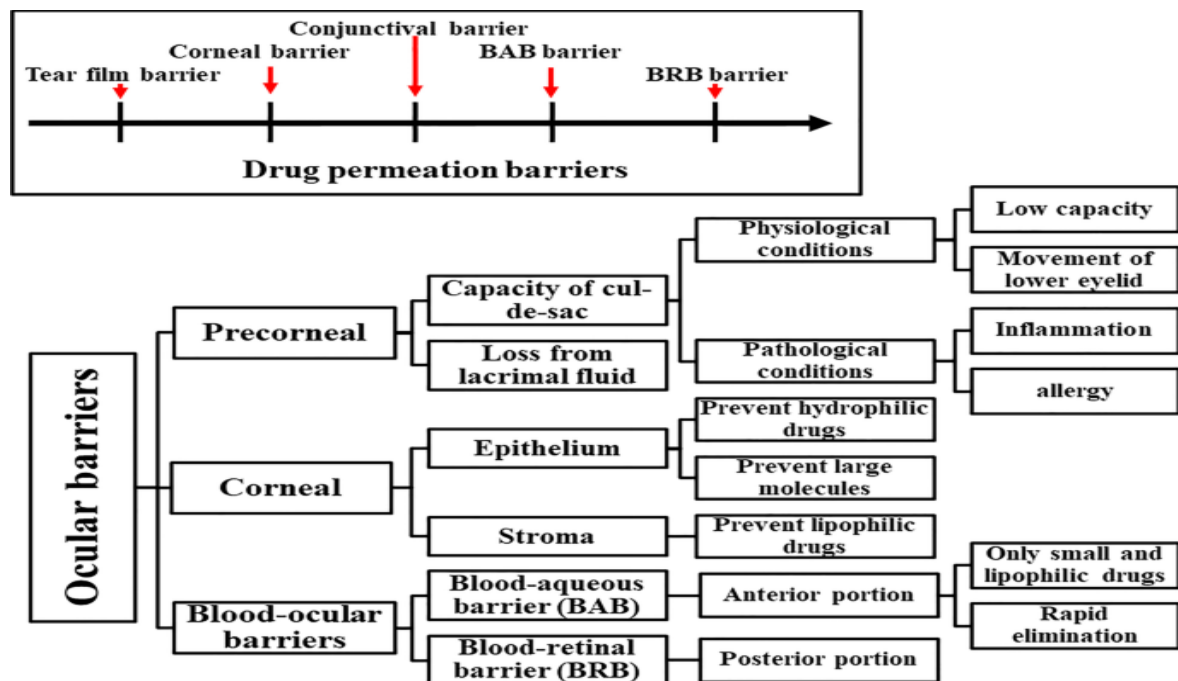 Conjunctival barrier
Corneal barrier
BAB barrier
Tear film barrier
BRB barrier
Drug permeation barriers
Ocular barriers
Precorneal
Capacity of cul-
de-sac
Physiological
conditions
Low capacity
Movement of
lower eyelid
Pathological
conditions
Inflammation
allergy
Loss from
lacrimal fluid
Corneal
Epithelium
Prevent hydrophilic
drugs
Prevent large
molecules
Stroma
Prevent lipophilic
drugs
Blood-ocular
barriers
Blood-aqueous
barrier (BAB)
Anterior portion
Only small and
lipophilic drugs
Rapid
elimination
Blood-retinal
barrier (BRB)
Posterior portion